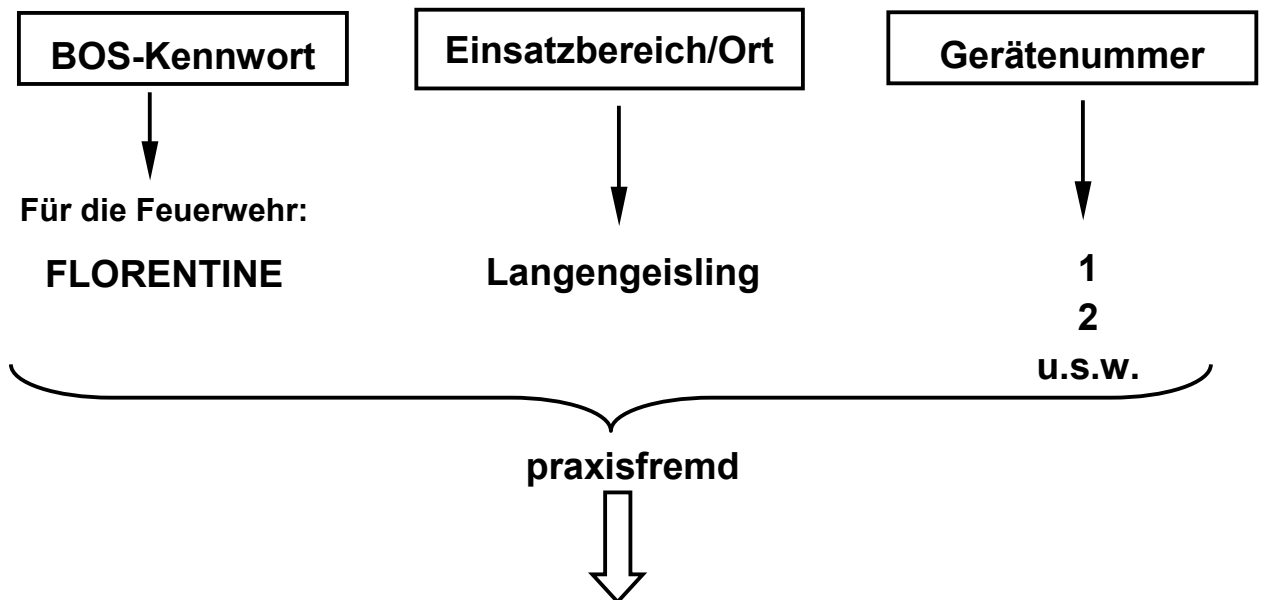 BOS-Kennwort
Einsatzbereich/Ort
Gerätenummer
Für die Feuerwehr:
FLORENTINE
Langengeisling
1
2
u.s.w.
praxisfremd